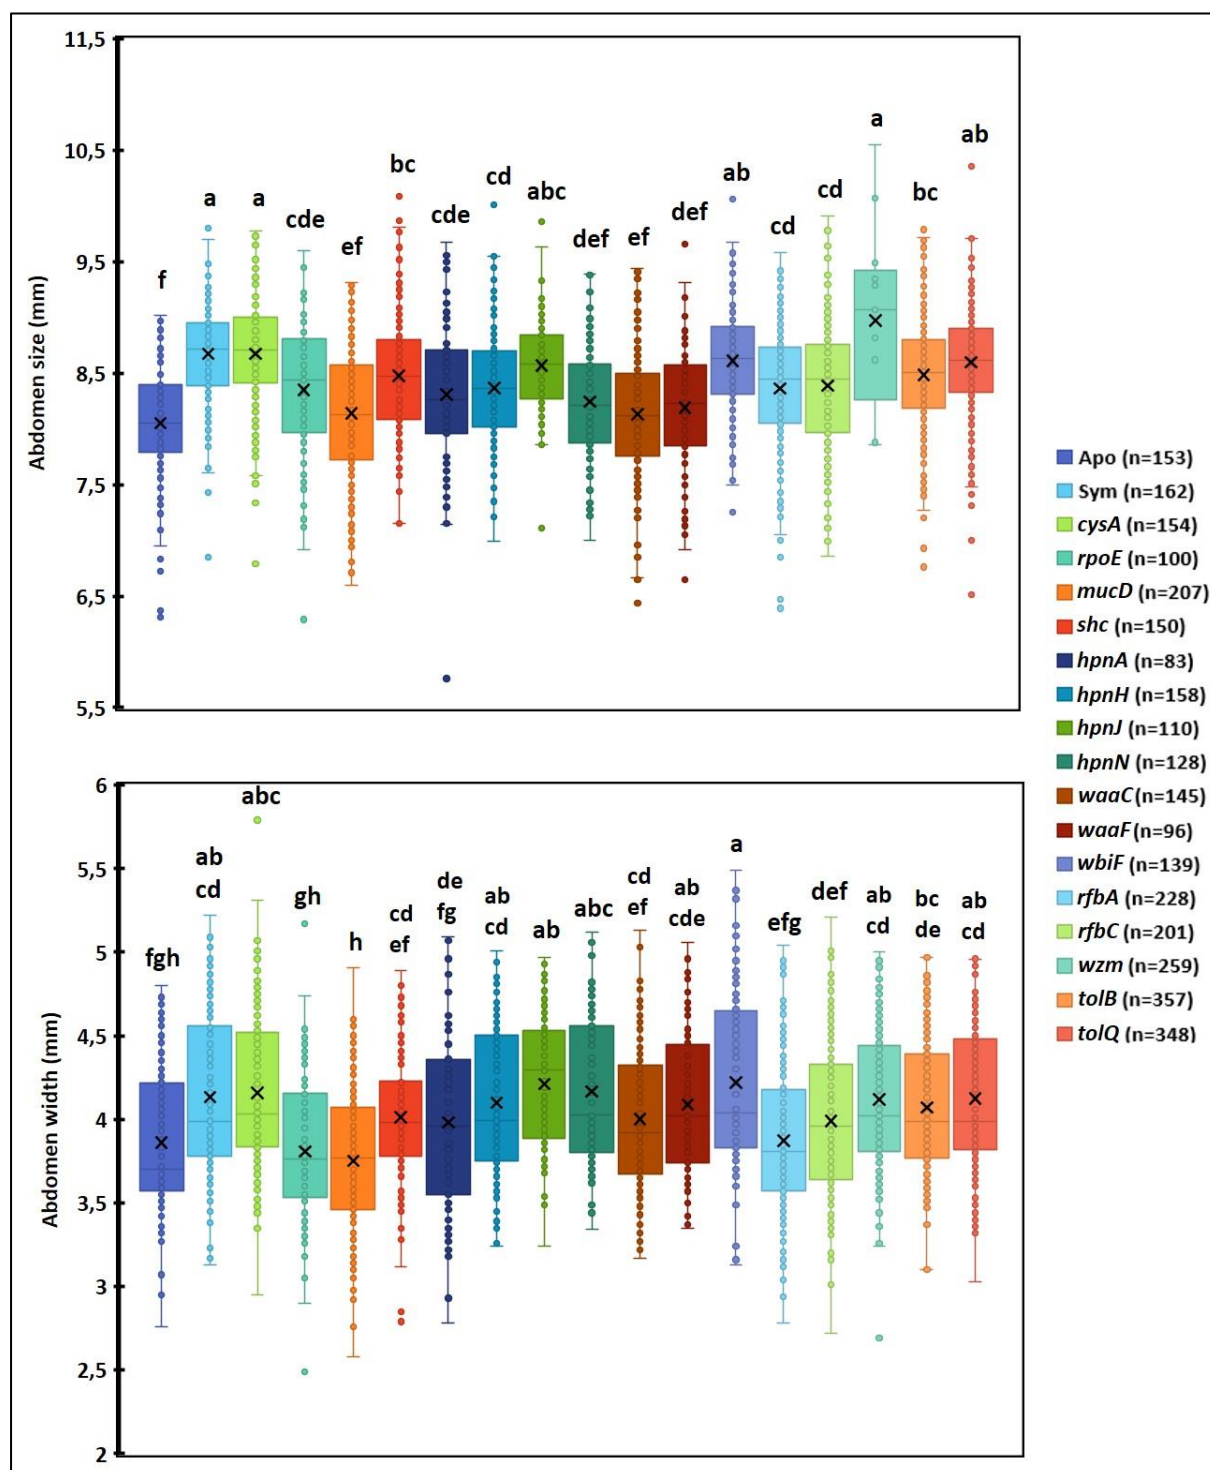 Abdomen size (mm)
11,5
10,5
9,5
8,5
7,5
6,5
5,5
f
a
a
cde
ef
bc
cde
cd
abc
def
ef
def
ab
cd
cd
a
bc
ab
Abdomen width (mm)
6
5,5
5
4,5
4
3,5
3
2,5
2
fgh
ab
cd
abc
gh
h
cd
ef
de
fg
ab
cd
ab
abc
cd
ef
ab
cde
a
efg
def
ab
cd
bc
de
ab
cd
Apo (n=153)
Sym (n=162)
cysA (n=154)
rpoE (n=100)
mucD (n=207)
shc (n=150)
hpnA (n=83)
hpnH (n=158)
hpnJ (n=110)
hpnN (n=128)
waaC (n=145)
waaF (n=96)
wbiF (n=139)
rfbA (n=228)
rfbC (n=201)
wzm (n=259)
tolB (n=357)
tolQ (n=348)